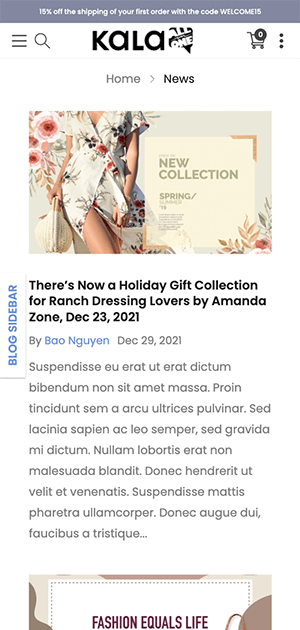 15% off the shipping of your first order with the code WELCOME15
KALA
ALL IN ONE
0
Home > News
NEW
COLLECTION
SPRING/
SUMMER
'19
BLOG SIDEBAR
There's Now a Holiday Gift Collection
for Ranch Dressing Lovers by Amanda
Zone, Dec 23, 2021
By Bao Nguyen Dec 29, 2021
Suspendisse eu erat ut erat dictum
bibendum non sit amet massa. Proin
tincidunt sem a arcu ultrices pulvinar. Sed
lacinia sapien ac leo semper, sed gravida
mi dictum. Nullam lobortis erat non
malesuada blandit. Donec hendrerit ut
velit et venenatis. Suspendisse mattis
pharetra ullamcorper. Donec augue dui,
faucibus a tristique...
FASHION EQUALS LIFE